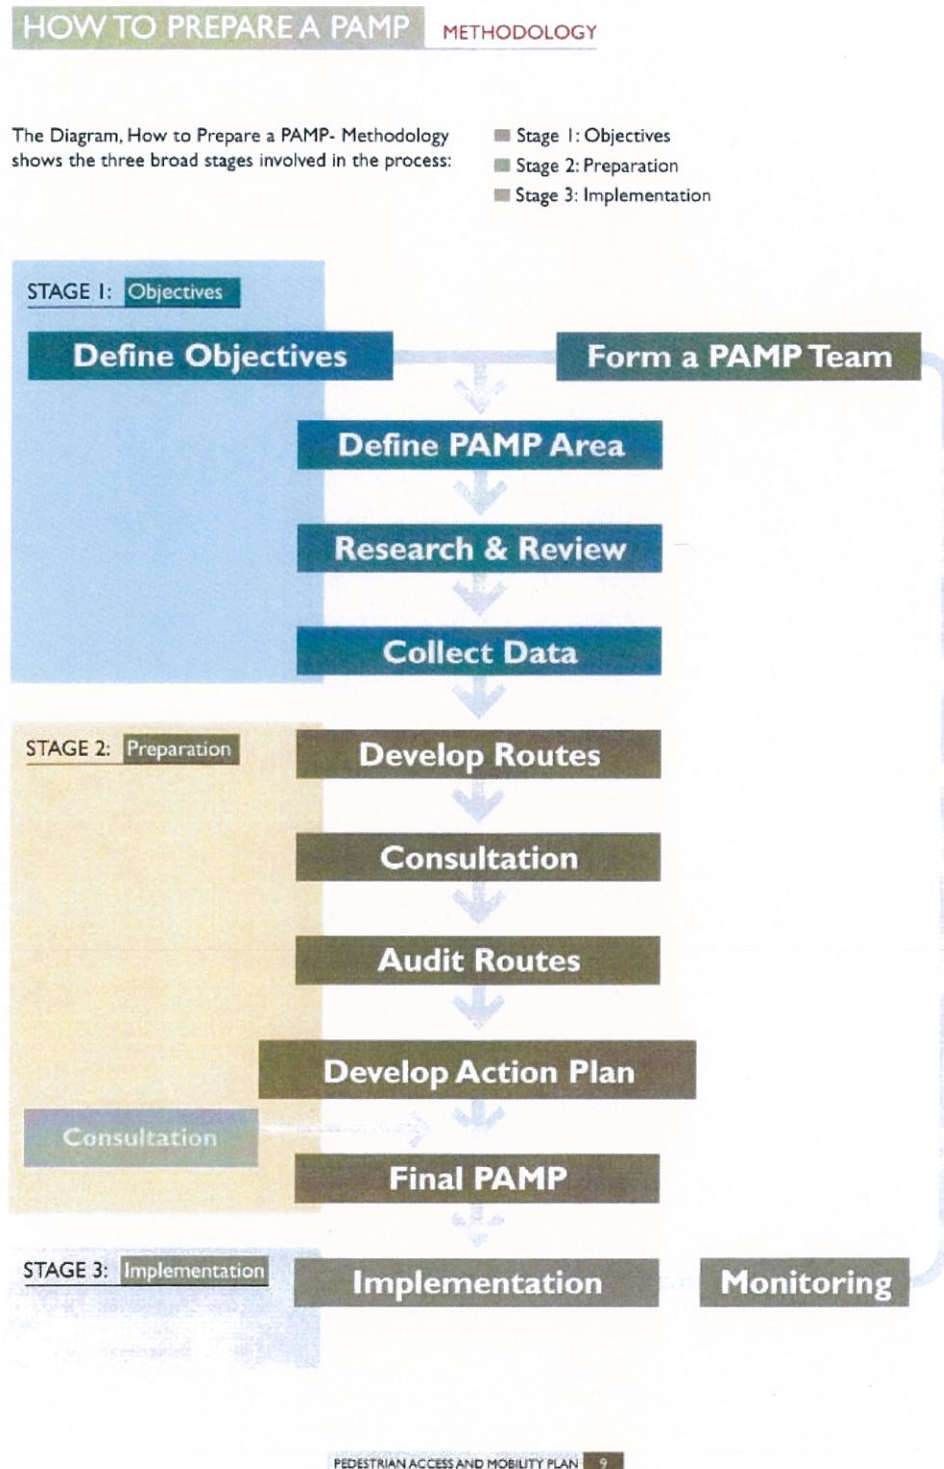 HOW TO PREPARE A PAMP METHODOLOGY
The Diagram, How to Prepare a PAMP- Methodology
shows the three broad stages involved in the process:
Stage 1: Objectives
Stage 2: Preparation
Stage 3: Implementation
STAGE 1: Objectives
Define Objectives
Form a PAMP Team
Define PAMP Area
Research & Review
Collect Data
STAGE 2: Preparation
Develop Routes
Consultation
Audit Routes
Develop Action Plan
Consultation
Final PAMP
STAGE 3: Implementation
Implementation
Monitoring
PEDESTRIAN ACCESS AND MOBILITY PLAN 9